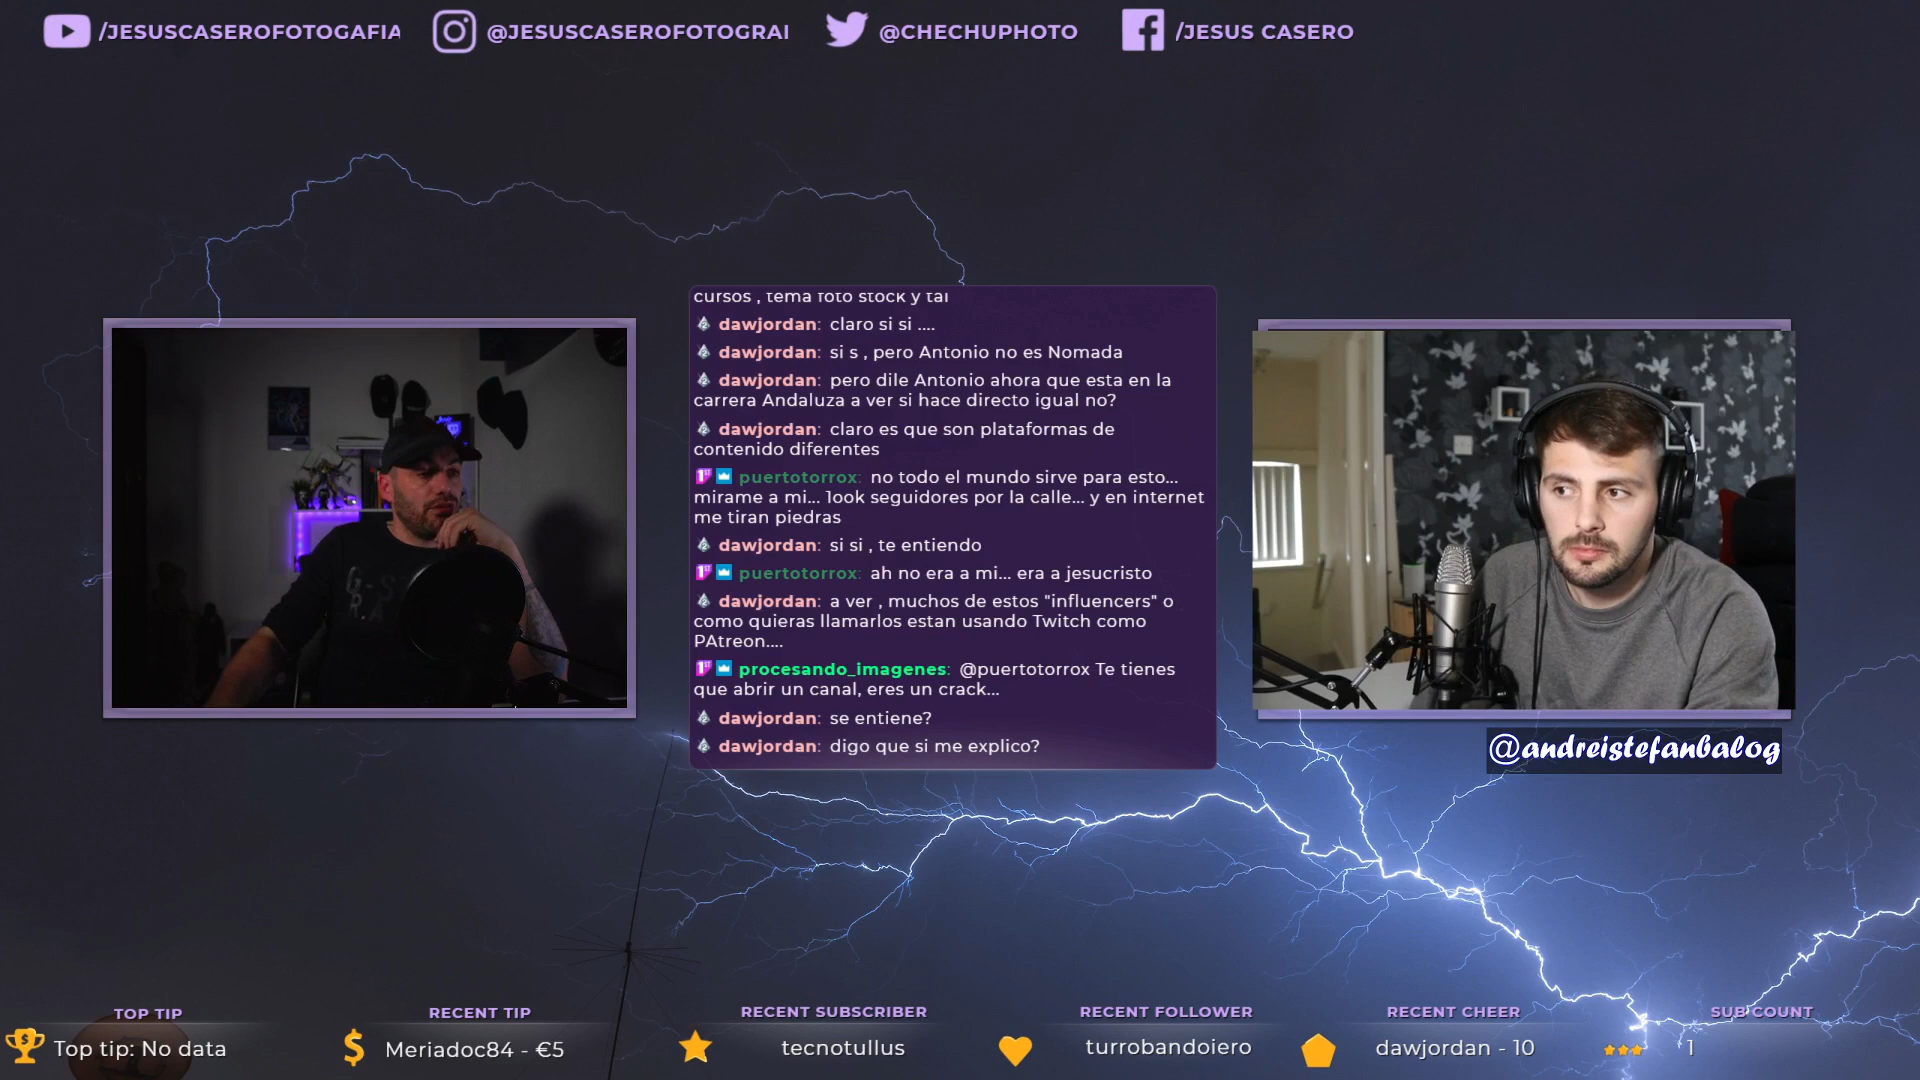 /JESUSCASEROFOTOGAFIA
@JESUSCASEROFOTOGRAI
@CHECHUPHOTO
/JESUS CASERO
cursos , tema foto stock y tal
dawjordan: claro si si ....
dawjordan: si s , pero Antonio no es Nomada
dawjordan: pero dile Antonio ahora que esta en la
carrera Andaluza a ver si hace directo igual no?
dawjordan: claro es que son plataformas de
contenido diferentes
puertotorrox: no todo el mundo sirve para esto...
mirame a mi... 1ook seguidores por la calle... y en internet
me tiran piedras
dawjordan: si si , te entiendo
puertotorrox: ah no era a mi... era a jesucristo
dawjordan: a ver , muchos de estos "influencers" o
como quieras llamarlos estan usando Twitch como
PAtreon....
procesando_imagenes: @puertotorrox Te tienes
que abrir un canal, eres un crack...
dawjordan: se entiene?
dawjordan: digo que si me explico?
@andreistefanbalog
TOP TIP
Top tip: No data
RECENT TIP
Meriadoc84 - €5
RECENT SUBSCRIBER
tecnotullus
RECENT FOLLOWER
turrobandoiero
RECENT CHEER
dawjordan - 10
SUB COUNT
1